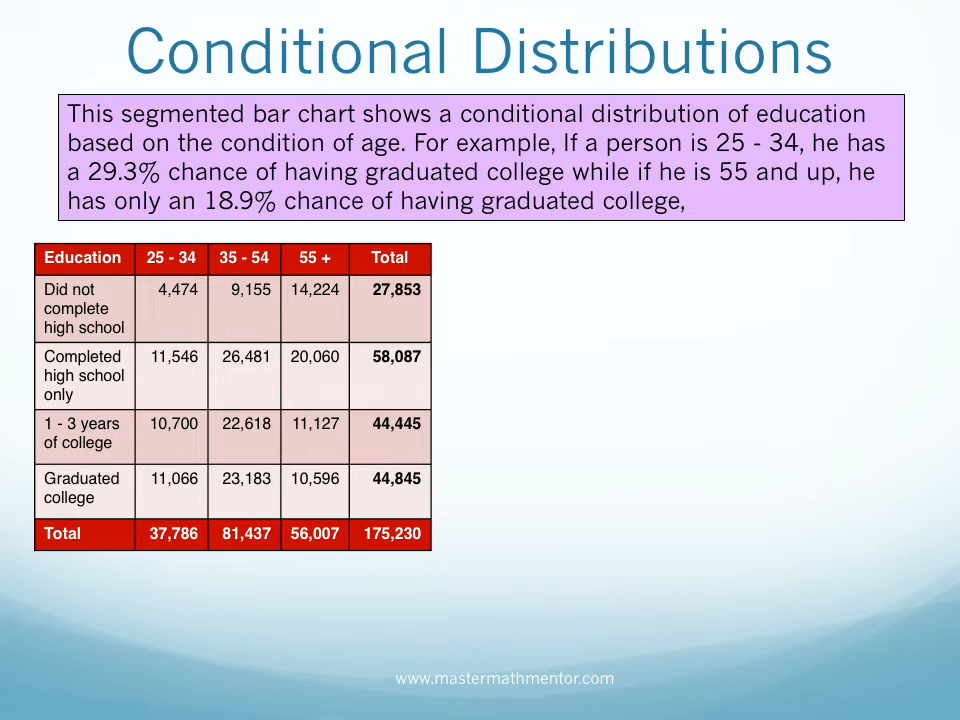 Conditional Distributions
This segmented bar chart shows a conditional distribution of education
based on the condition of age. For example, If a person is 25 - 34, he has
a 29.3% chance of having graduated college while if he is 55 and up, he
has only an 18.9% chance of having graduated college,
Education 25 - 34 35 - 54 55 + Total
Did not 4,474 9,155 14,224 27,853
complete
high school
Completed 11,546 26,481 20,060 58,087
high school
only
1 - 3 years 10,700 22,618 11,127 44,445
of college
Graduated 11,066 23,183 10,596 44,845
college
Total 37,786 81,437 56,007 175,230
www.mastermathmentor.com